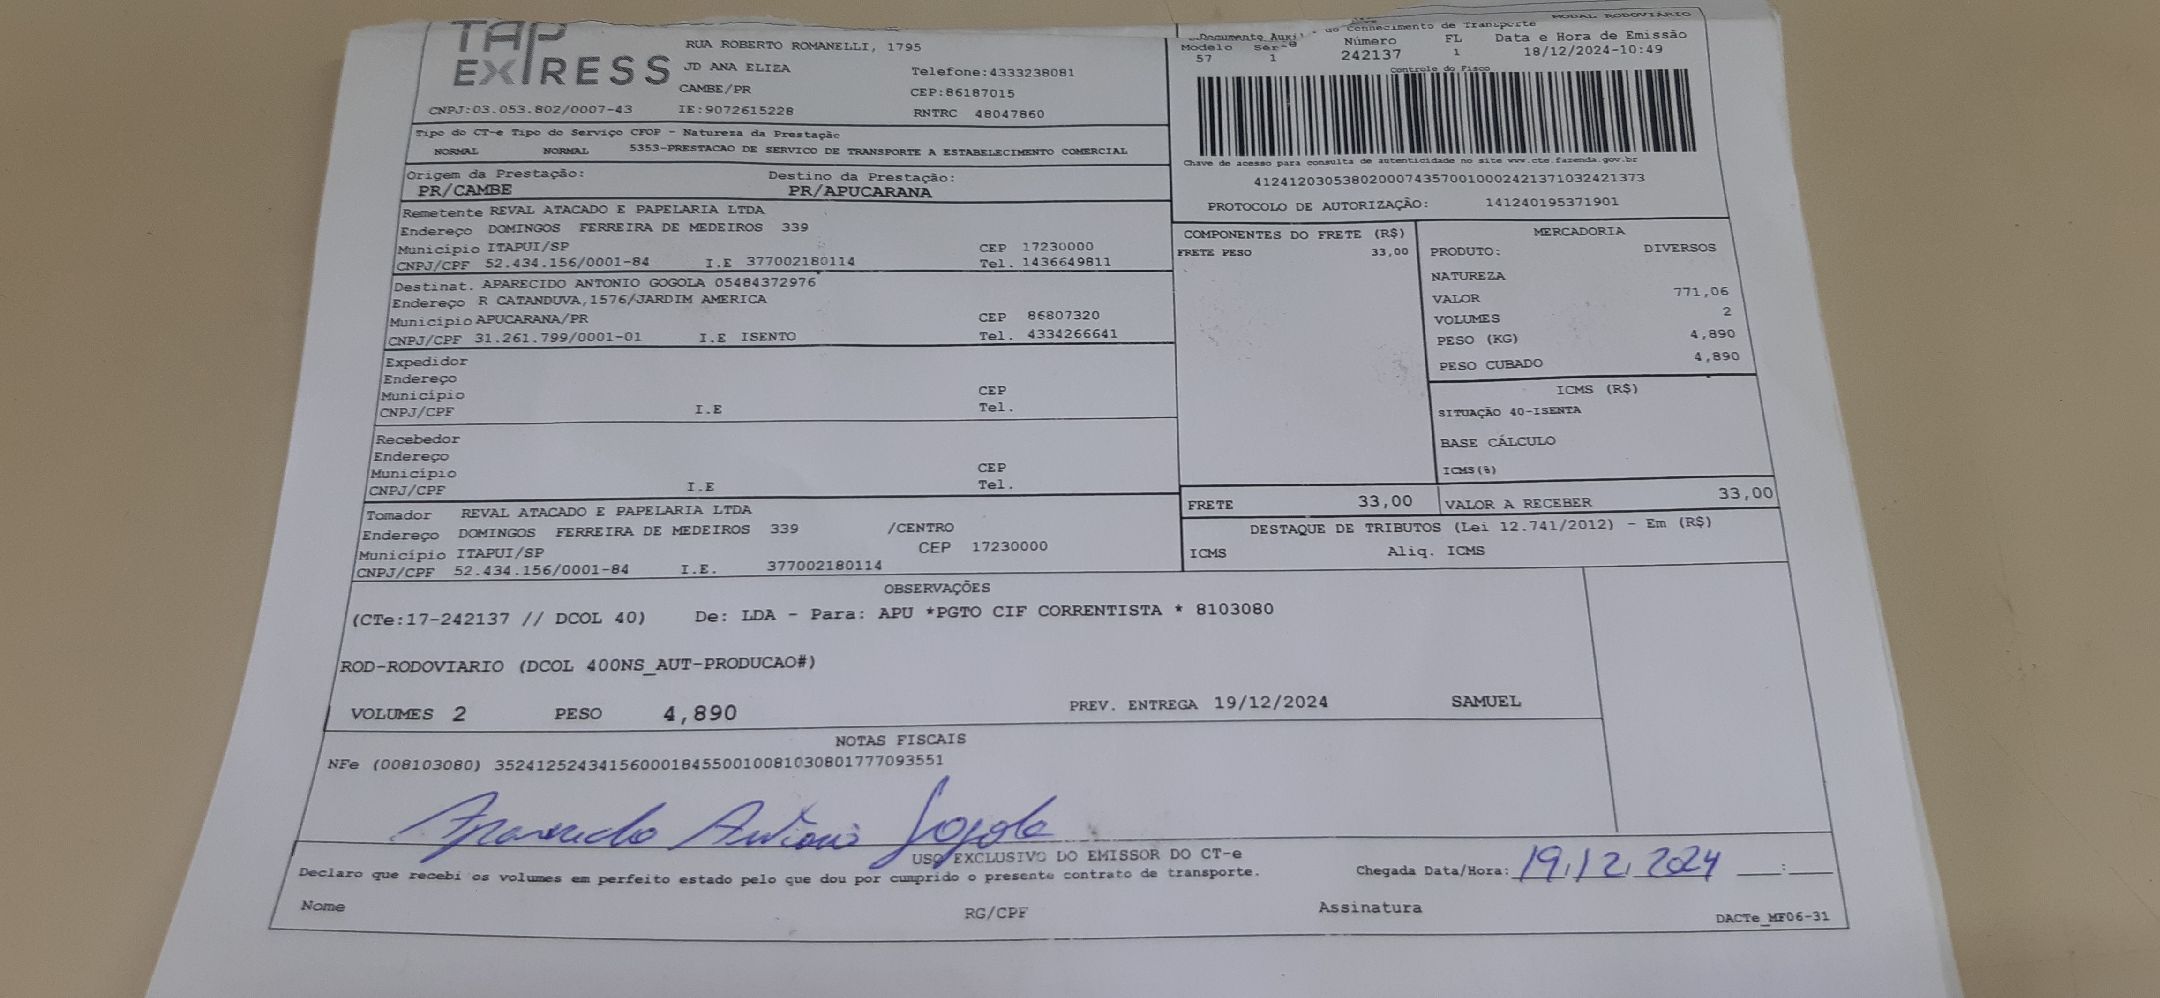 TAP
EXPRESS
RUA ROBERTO ROMANELLI, 1795
JD ANA ELIZA
Telefone:4333238081
CAMBE/PR
CEP:86187015
CNPJ:03.053.802/0007-43 IE:9072615228
RNTRC 48047860
MODAL RODOVIÁRIO
Conhecimento de Transporte
Modelo Série Número FL Data e Hora de Emissão
57 1 242137 1 18/12/2024-10:49
Controle do Fisco
Chave de acesso para consulta de autenticidade no site www.cte.fazenda.gov.br
41241203053802000743570010002421371032421373
PROTOCOLO DE AUTORIZAÇÃO: 141240195371901
Tipo do CT-e Tipo do Serviço CFOP - Natureza da Prestação
NORMAL NORMAL 5353-PRESTACAO DE SERVICO DE TRANSPORTE A ESTABELECIMENTO COMERCIAL
Origem da Prestação: Destino da Prestação:
PR/CAMBE PR/APUCARANA
Remetente REVAL ATACADO E PAPELARIA LTDA
Endereço DOMINGOS FERREIRA DE MEDEIROS 339
Município ITAPUI/SP CEP 17230000
CNPJ/CPF 52.434.156/0001-84 I.E 377002180114 Tel. 1436649811
Destinat. APARECIDO ANTONIO GOGOLA 05484372976
Endereço R CATANDUVA,1576/JARDIM AMERICA
Município APUCARANA/PR CEP 86807320
CNPJ/CPF 31.261.799/0001-01 I.E ISENTO Tel. 4334266641
Expedidor
Endereço
Município CEP
CNPJ/CPF I.E Tel.
Recebedor
Endereço
Município CEP
CNPJ/CPF I.E Tel.
Tomador REVAL ATACADO E PAPELARIA LTDA
Endereço DOMINGOS FERREIRA DE MEDEIROS 339 /CENTRO
Município ITAPUI/SP CEP 17230000
CNPJ/CPF 52.434.156/0001-84 I.E. 377002180114
COMPONENTES DO FRETE (R$)
FRETE PESO 33,00
MERCADORIA
PRODUTO: DIVERSOS
NATUREZA
VALOR 771,06
VOLUMES 2
PESO (KG) 4,890
PESO CUBADO 4,890
ICMS (R$)
SITUAÇÃO 40-ISENTA
BASE CÁLCULO
ICMS(%)
FRETE 33,00 VALOR A RECEBER 33,00
DESTAQUE DE TRIBUTOS (Lei 12.741/2012) - Em (R$)
ICMS Aliq. ICMS
OBSERVAÇÕES
(CTe:17-242137 // DCOL 40) De: LDA - Para: APU *PGTO CIF CORRENTISTA * 8103080
ROD-RODOVIARIO (DCOL 400NS_AUT-PRODUCAO#)
VOLUMES 2 PESO 4,890 PREV. ENTREGA 19/12/2024 SAMUEL
NOTAS FISCAIS
NFe (008103080) 35241252434156000184550010081030801777093551
Aparecido Antonio Gogola
USO EXCLUSIVO DO EMISSOR DO CT-e
Declaro que recebi os volumes em perfeito estado pelo que dou por cumprido o presente contrato de transporte.
Chegada Data/Hora: 19/12/2024 :
Nome RG/CPF Assinatura
DACTe_MF06-31